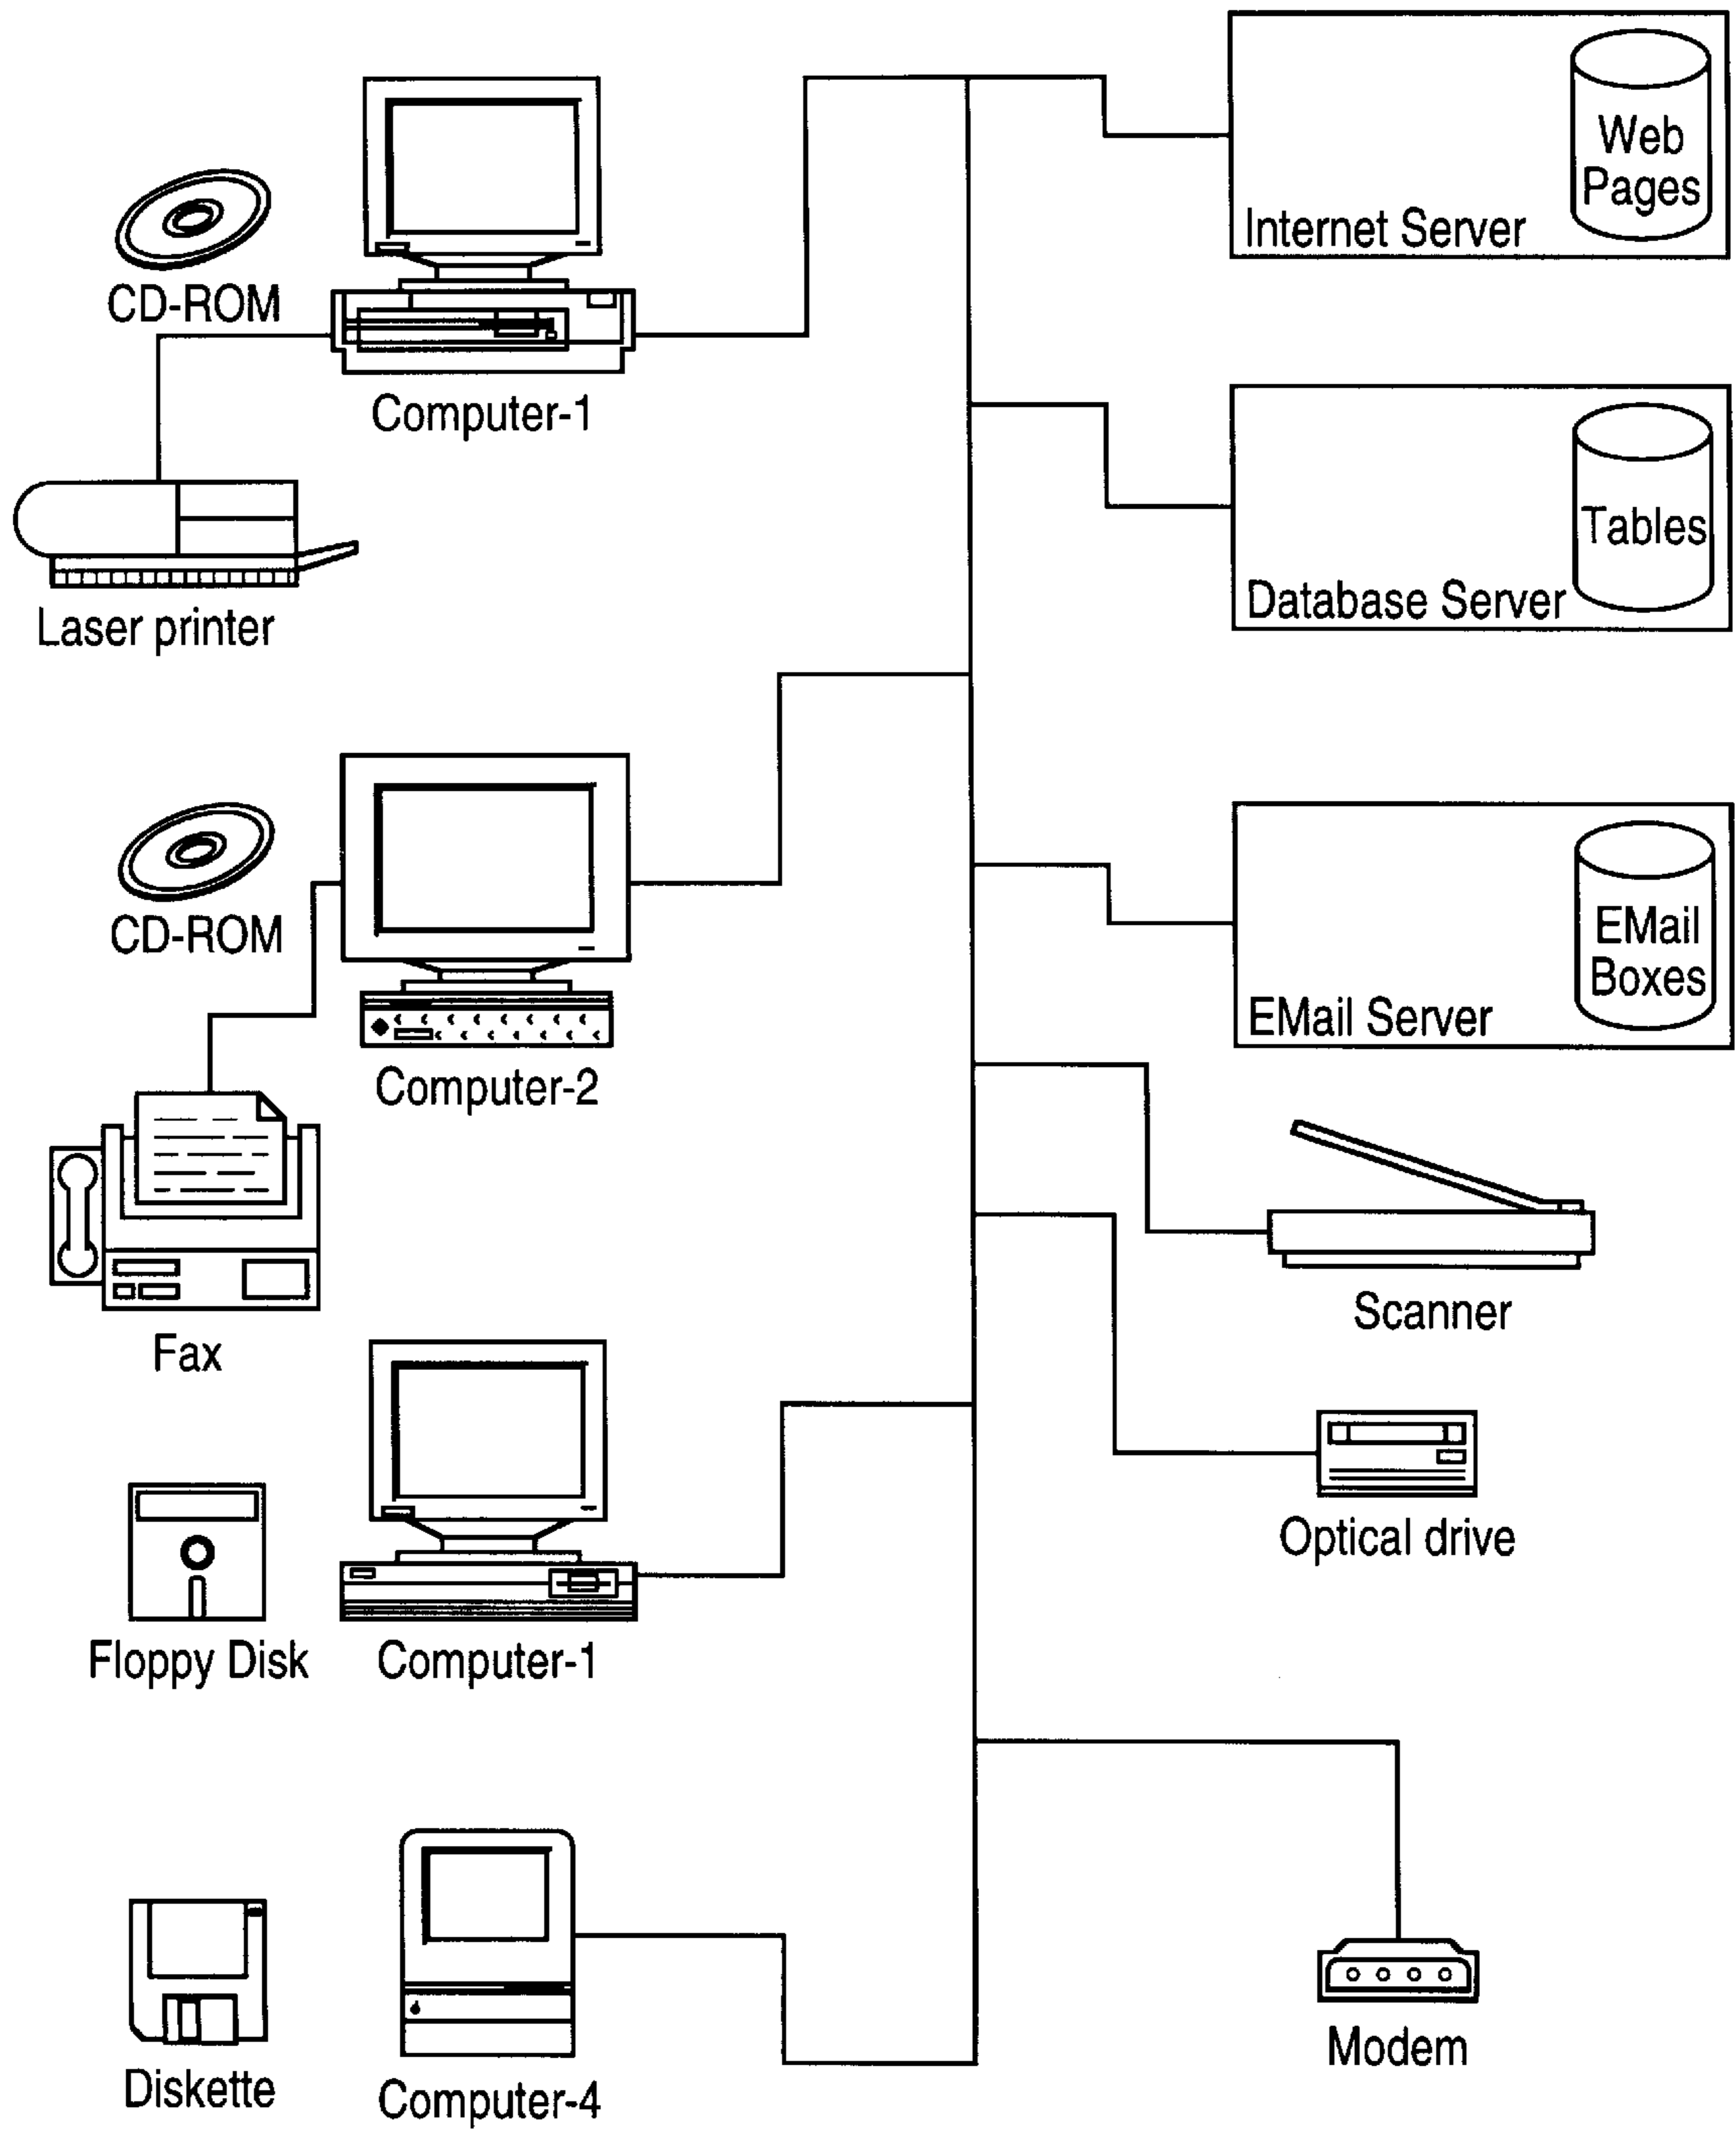 Web
Pages
Internet Server
CD-ROM
Computer-1
Laser printer
Tables
Database Server
CD-ROM
Computer-2
EMail
Boxes
EMail Server
Fax
Scanner
Optical drive
Floppy Disk
Computer-1
Diskette
Computer-4
Modem